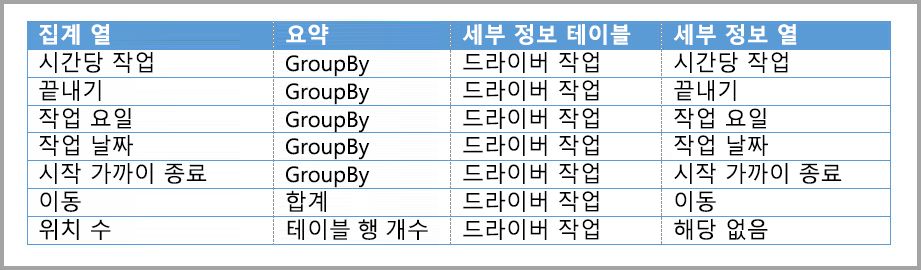 집계 열 요약 세부 정보 테이블 세부 정보 열
시간당 작업 GroupBy 드라이버 작업 시간당 작업
끝내기 GroupBy 드라이버 작업 끝내기
작업 요일 GroupBy 드라이버 작업 작업 요일
작업 날짜 GroupBy 드라이버 작업 작업 날짜
시작 가까이 종료 GroupBy 드라이버 작업 시작 가까이 종료
이동 합계 드라이버 작업 이동
위치 수 테이블 행 개수 드라이버 작업 해당 없음